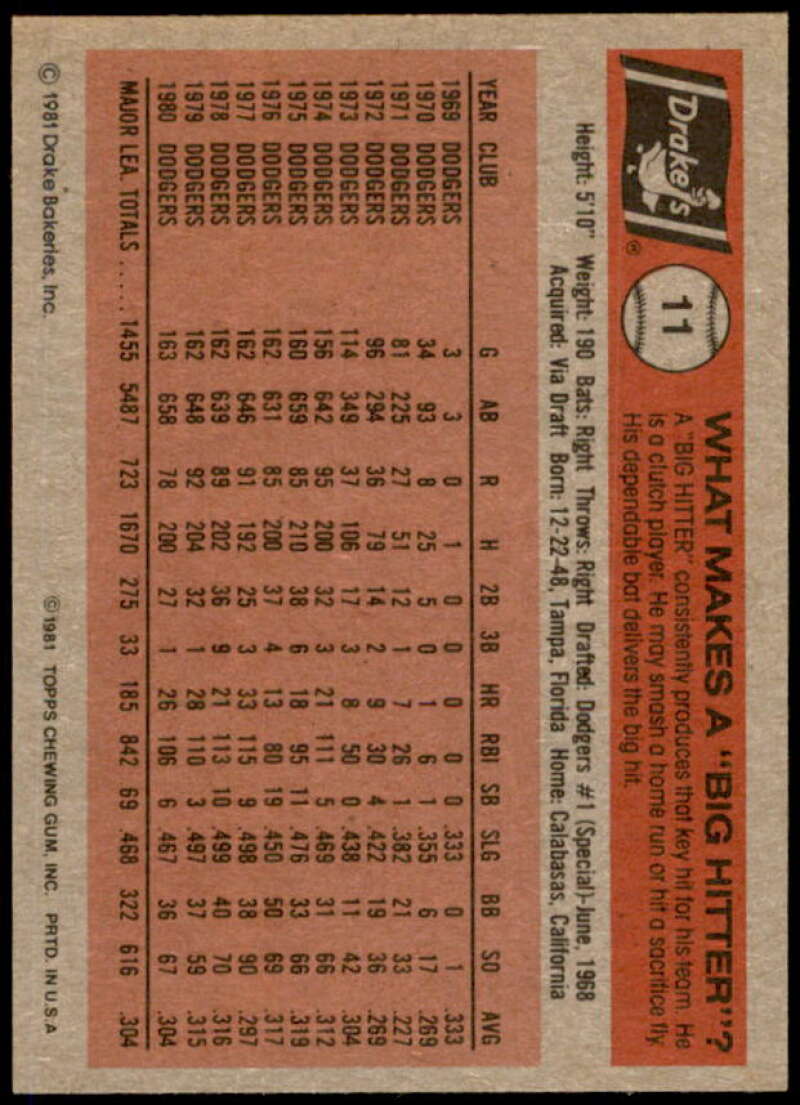 Drake's ®
11
WHAT MAKES A "BIG HITTER"?
A "BIG HITTER" consistently produces that key hit for his team. He
is a clutch player. He may smash a home run or hit a sacrifice fly.
His dependable bat delivers the big hit.
Height: 5'10" Weight: 190 Bats: Right Throws: Right Drafted: Dodgers #1 (Special)-June, 1968
Acquired: Via Draft Born: 12-22-48, Tampa, Florida Home: Calabasas, California
YEAR CLUB G AB R H 2B 3B HR RBI SB SLG BB SO AVG
1969 DODGERS 3 3 0 1 0 0 0 0 0 .333 0 1 .333
1970 DODGERS 34 93 8 25 5 0 1 6 1 .355 6 17 .269
1971 DODGERS 81 225 27 51 12 1 7 26 1 .382 21 33 .227
1972 DODGERS 96 294 36 79 14 2 9 30 4 .422 19 36 .269
1973 DODGERS 114 349 37 106 17 3 8 50 0 .438 11 42 .304
1974 DODGERS 156 642 95 200 32 3 21 111 5 .469 31 66 .312
1975 DODGERS 160 659 85 210 38 6 18 95 11 .476 33 66 .319
1976 DODGERS 162 631 85 200 37 4 13 80 19 .450 50 69 .317
1977 DODGERS 162 646 91 192 25 3 33 115 9 .498 38 90 .297
1978 DODGERS 162 639 89 202 36 9 21 113 10 .499 40 70 .316
1979 DODGERS 162 648 92 204 32 1 28 110 3 .497 37 59 .315
1980 DODGERS 163 658 78 200 27 1 26 106 6 .467 36 67 .304
MAJOR LEA. TOTALS ..... 1455 5487 723 1670 275 33 185 842 69 .468 322 616 .304
© 1981 Drake Bakeries, Inc. ©1981 TOPPS CHEWING GUM, INC. PRTD. IN U.S.A